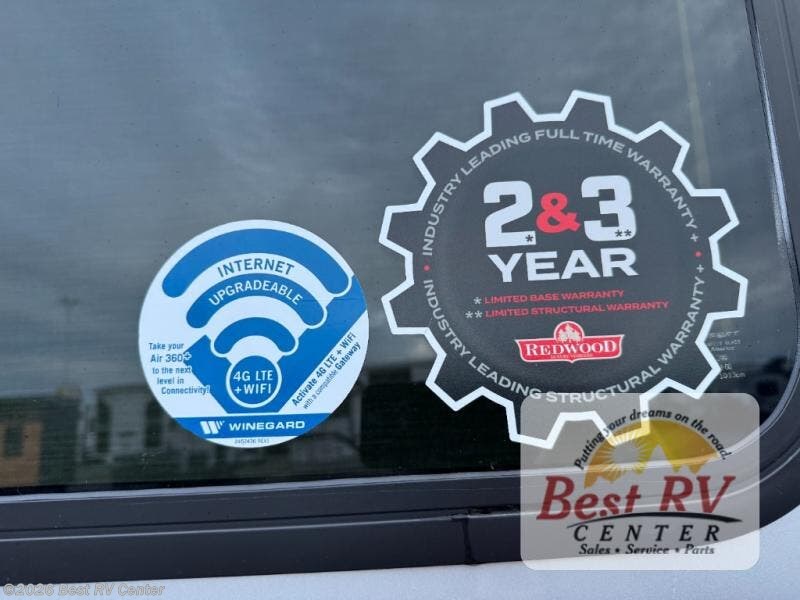 INTERNET
UPGRADEABLE
4G LTE
+ WIFI
Take your
Air 360+
to the next
level in
Connectivity!
Activate 4G LTE + WiFi
with a compatible Gateway
WINEGARD
INDUSTRY LEADING FULL TIME WARRANTY +
2* & 3**
YEAR
* LIMITED BASE WARRANTY
** LIMITED STRUCTURAL WARRANTY
REDWOOD
INDUSTRY LEADING STRUCTURAL WARRANTY +
Putting your dreams on the road!
Best RV
CENTER
Sales • Service • Parts
©2026 Best RV Center